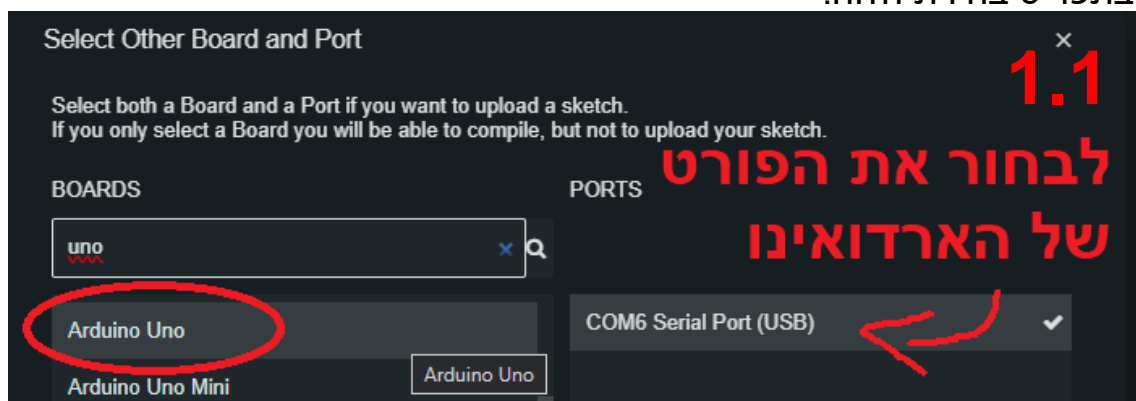 Select Other Board and Port
1.1
Select both a Board and a Port if you want to upload a sketch.
If you only select a Board you will be able to compile, but not to upload your sketch.
לבחור את הפורט
של הארדואינו
BOARDS
PORTS
uno
Arduino Uno
COM6 Serial Port (USB)
Arduino Uno Mini
Arduino Uno